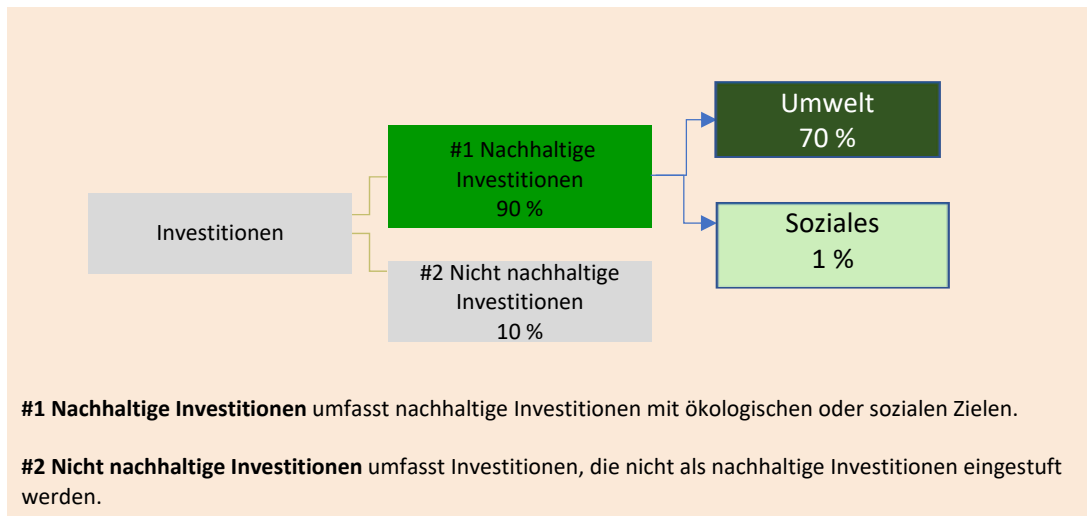 Umwelt
70 %
#1 Nachhaltige
Investitionen
90 %
Investitionen
Soziales
1 %
#2 Nicht nachhaltige
Investitionen
10 %
#1 Nachhaltige Investitionen umfasst nachhaltige Investitionen mit ökologischen oder sozialen Zielen.
#2 Nicht nachhaltige Investitionen umfasst Investitionen, die nicht als nachhaltige Investitionen eingestuft
werden.